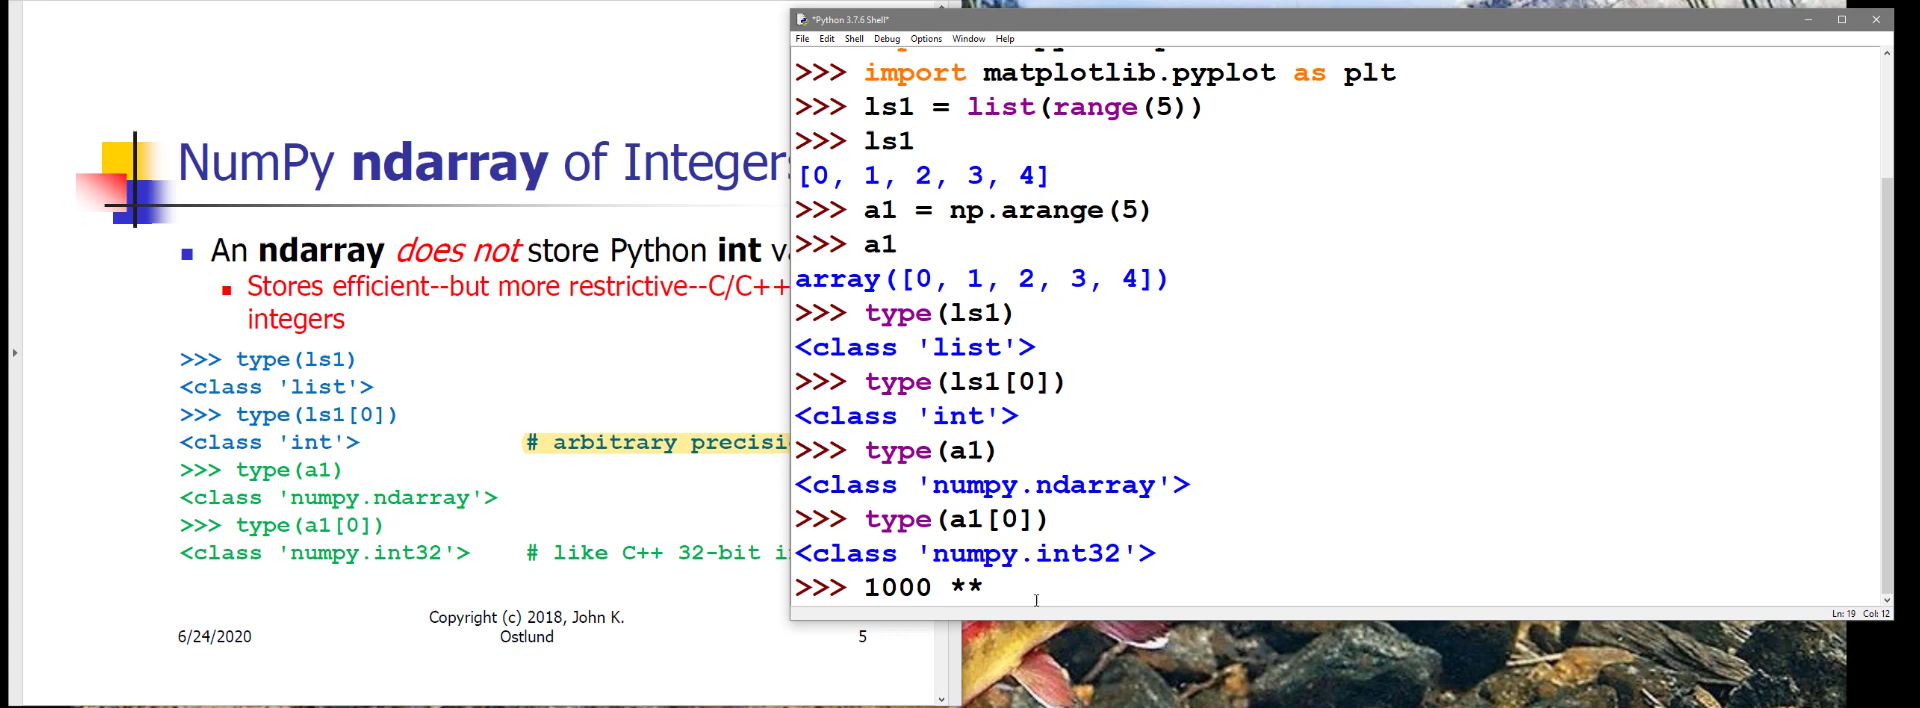 NumPy ndarray of Integers
An ndarray does not store Python int va
Stores efficient--but more restrictive--C/C++
integers
>>> type(ls1)
<class 'list'>
>>> type(ls1[0])
<class 'int'> # arbitrary precisi
>>> type(a1)
<class 'numpy.ndarray'>
>>> type(a1[0])
<class 'numpy.int32'> # like C++ 32-bit i
Copyright (c) 2018, John K.
6/24/2020 Ostlund 5
*Python 3.7.6 Shell*
File Edit Shell Debug Options Window Help
>>> import matplotlib.pyplot as plt
>>> ls1 = list(range(5))
>>> ls1
[0, 1, 2, 3, 4]
>>> a1 = np.arange(5)
>>> a1
array([0, 1, 2, 3, 4])
>>> type(ls1)
<class 'list'>
>>> type(ls1[0])
<class 'int'>
>>> type(a1)
<class 'numpy.ndarray'>
>>> type(a1[0])
<class 'numpy.int32'>
>>> 1000 **
Ln: 19 Col: 12